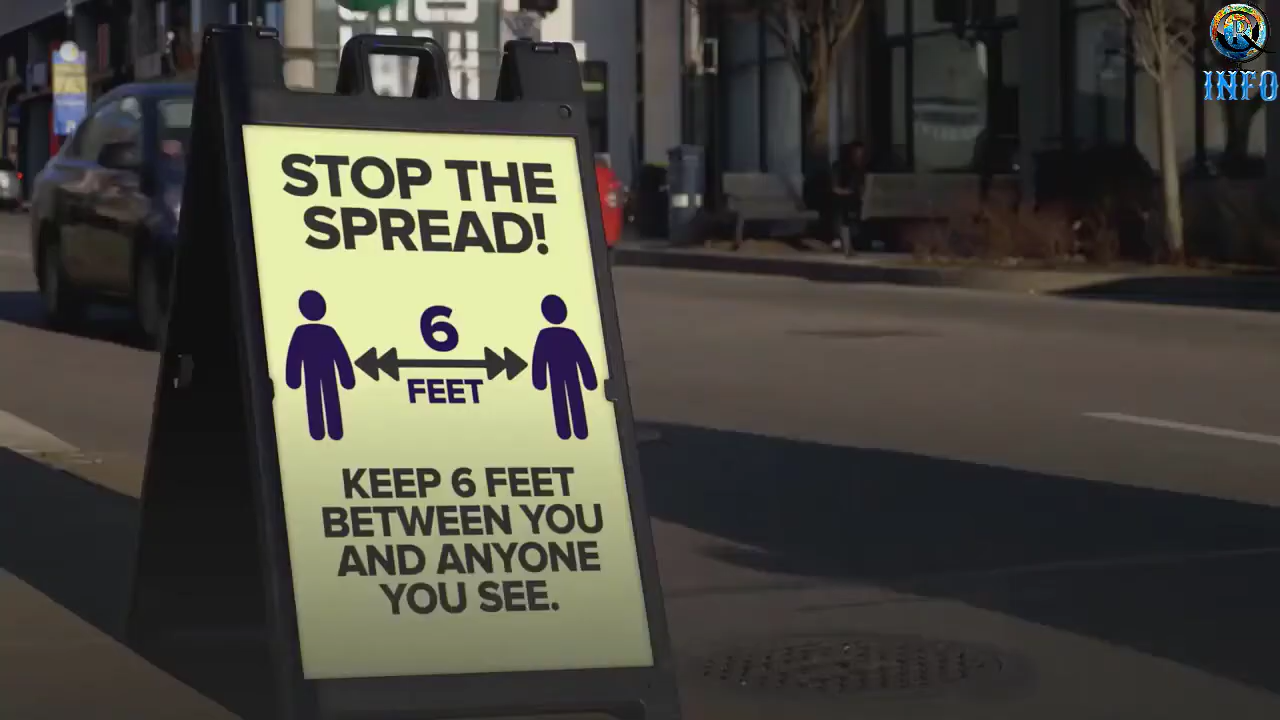 STOP THE
SPREAD!
6
FEET
KEEP 6 FEET
BETWEEN YOU
AND ANYONE
YOU SEE.
INFO